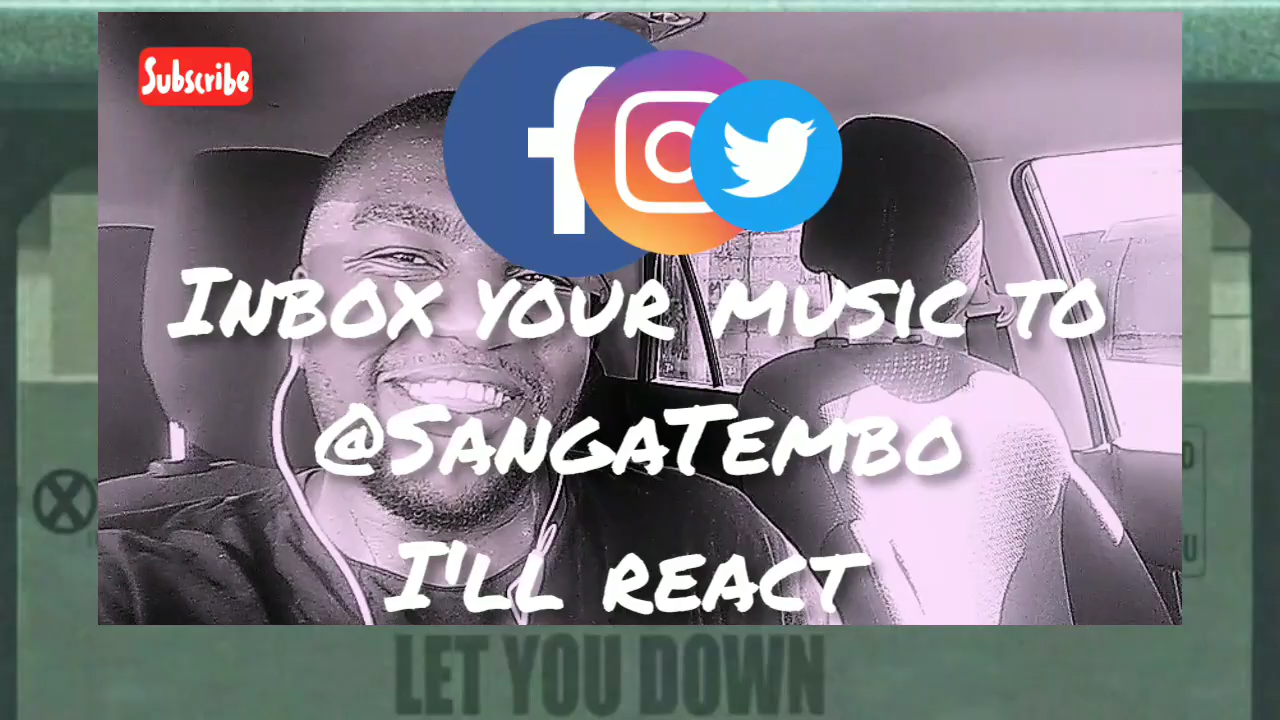 Subscribe
INBOX YOUR MUSIC TO
@SANGATEMBO
I'LL REACT
LET YOU DOWN